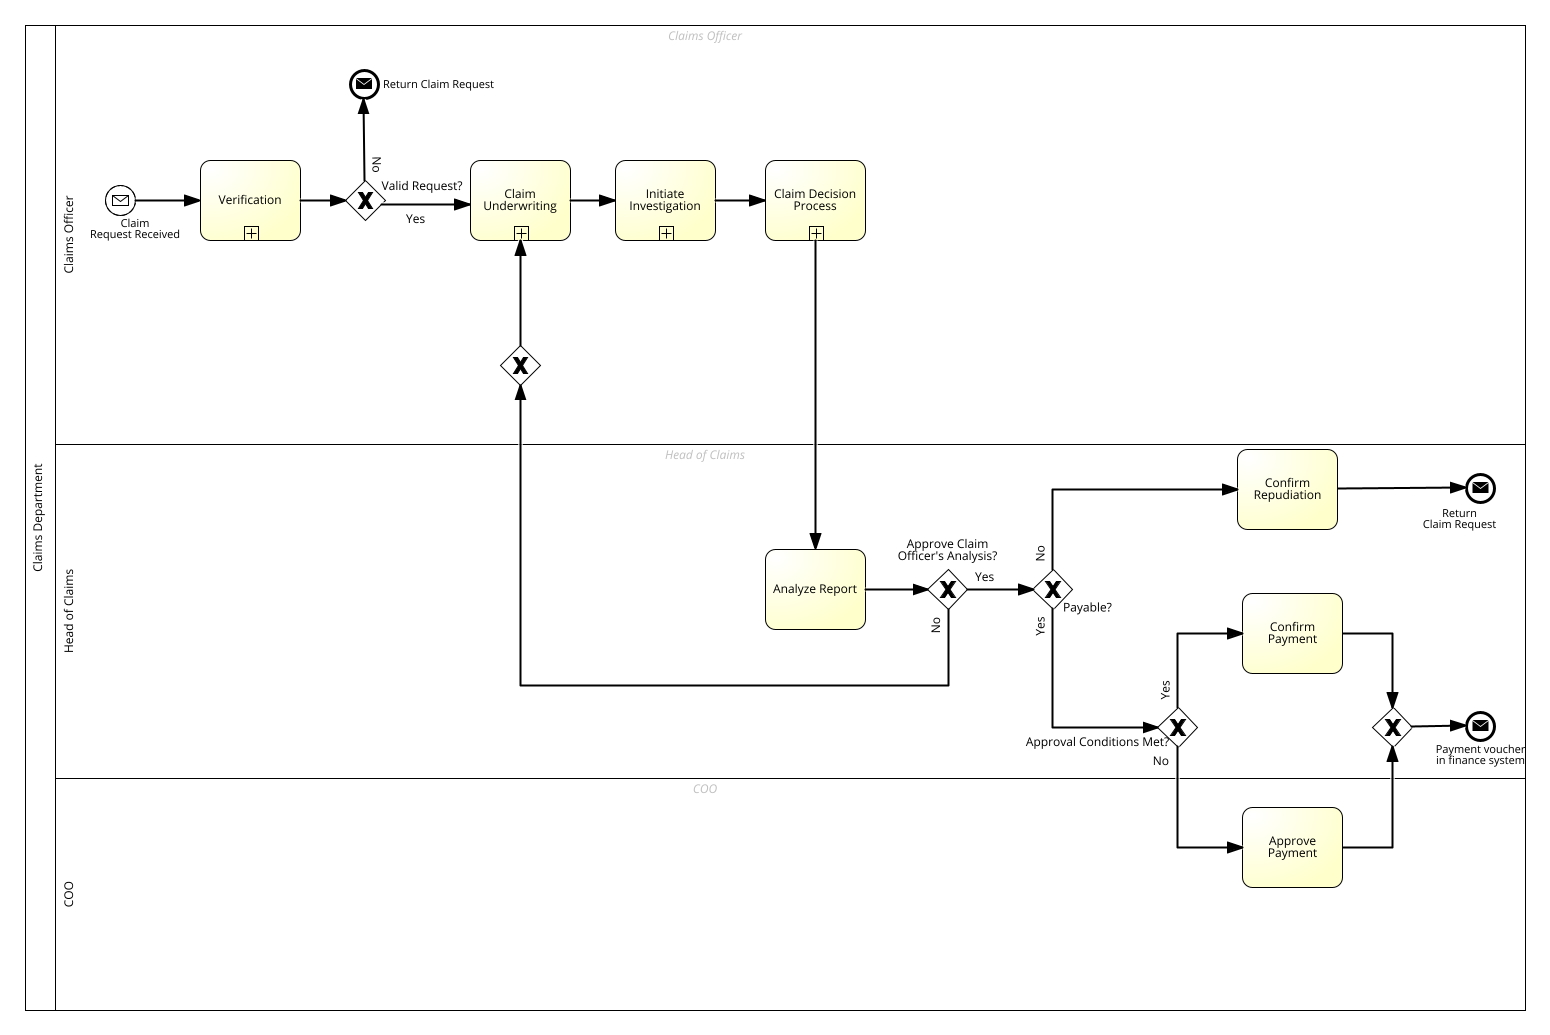 Claims Department
Claims Officer
Claims Officer
Return Claim Request
No
Valid Request?
Yes
Claim
Request Received
Verification
Claim
Underwriting
Initiate
Investigation
Claim Decision
Process
Head of Claims
Head of Claims
Analyze Report
Approve Claim
Officer's Analysis?
Yes
No
No
Payable?
Yes
Confirm
Repudiation
Return
Claim Request
Approval Conditions Met?
Yes
No
Confirm
Payment
Payment voucher
in finance system
COO
COO
Approve
Payment